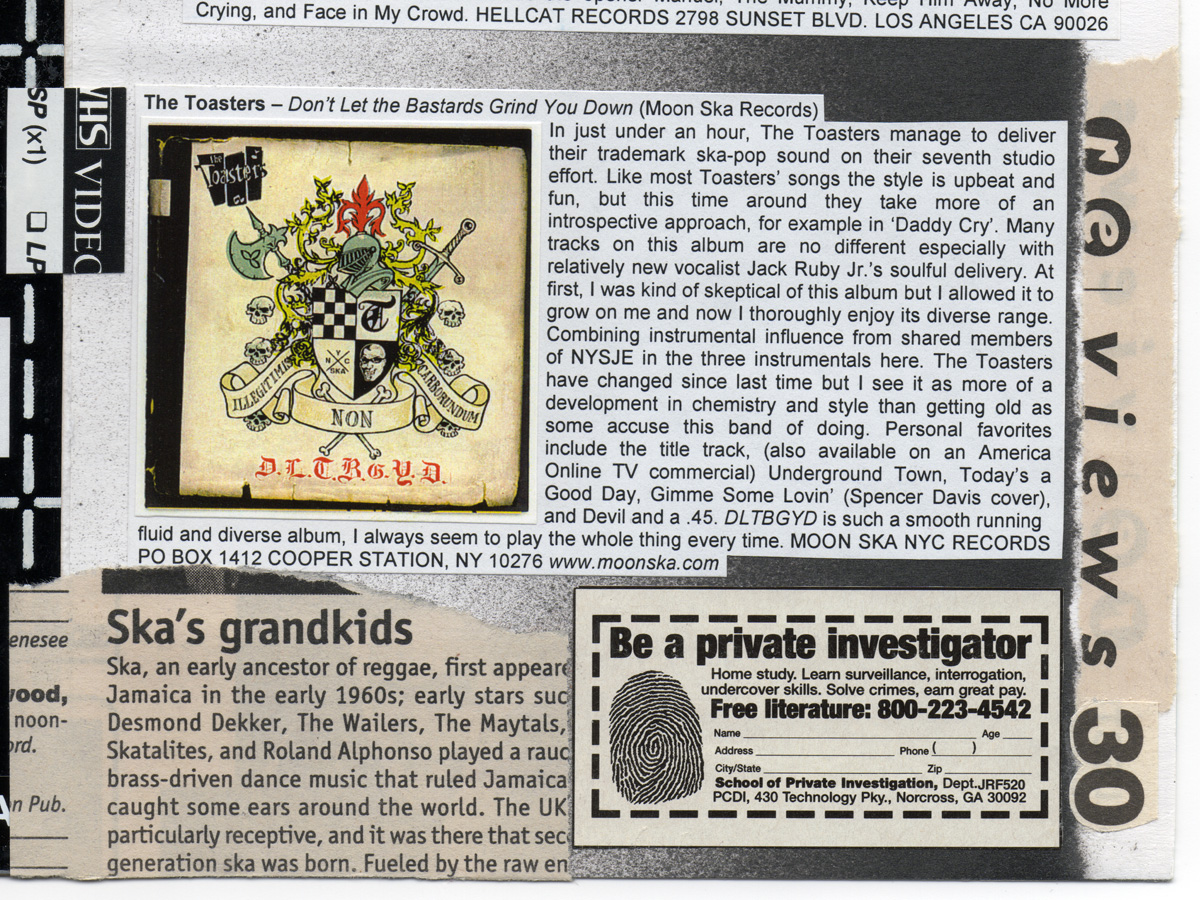 Crying, and Face in My Crowd. HELLCAT RECORDS 2798 SUNSET BLVD. LOS ANGELES CA 90026
SP (x1) ☐ LP
VHS VIDEO
The Toasters – Don't Let the Bastards Grind You Down (Moon Ska Records)
the
Toasters
N Y C
SKA
T
ILLEGITIMIS
NON
CARBORUNDUM
D.L.T.B.G.Y.D.
In just under an hour, The Toasters manage to deliver
their trademark ska-pop sound on their seventh studio
effort. Like most Toasters' songs the style is upbeat and
fun, but this time around they take more of an
introspective approach, for example in 'Daddy Cry'. Many
tracks on this album are no different especially with
relatively new vocalist Jack Ruby Jr.'s soulful delivery. At
first, I was kind of skeptical of this album but I allowed it to
grow on me and now I thoroughly enjoy its diverse range.
Combining instrumental influence from shared members
of NYSJE in the three instrumentals here. The Toasters
have changed since last time but I see it as more of a
development in chemistry and style than getting old as
some accuse this band of doing. Personal favorites
include the title track, (also available on an America
Online TV commercial) Underground Town, Today's a
Good Day, Gimme Some Lovin' (Spencer Davis cover),
and Devil and a .45. DLTBGYD is such a smooth running
fluid and diverse album, I always seem to play the whole thing every time. MOON SKA NYC RECORDS
PO BOX 1412 COOPER STATION, NY 10276 www.moonska.com
reviews
30
enesee
wood,
noon-
ord.
n Pub.
A
Ska's grandkids
Ska, an early ancestor of reggae, first appeare
Jamaica in the early 1960s; early stars suc
Desmond Dekker, The Wailers, The Maytals,
Skatalites, and Roland Alphonso played a rauc
brass-driven dance music that ruled Jamaica
caught some ears around the world. The UK
particularly receptive, and it was there that sec
generation ska was born. Fueled by the raw en
Be a private investigator
Home study. Learn surveillance, interrogation,
undercover skills. Solve crimes, earn great pay.
Free literature: 800-223-4542
Name Age
Address Phone ( )
City/State Zip
School of Private Investigation, Dept.JRF520
PCDI, 430 Technology Pky., Norcross, GA 30092